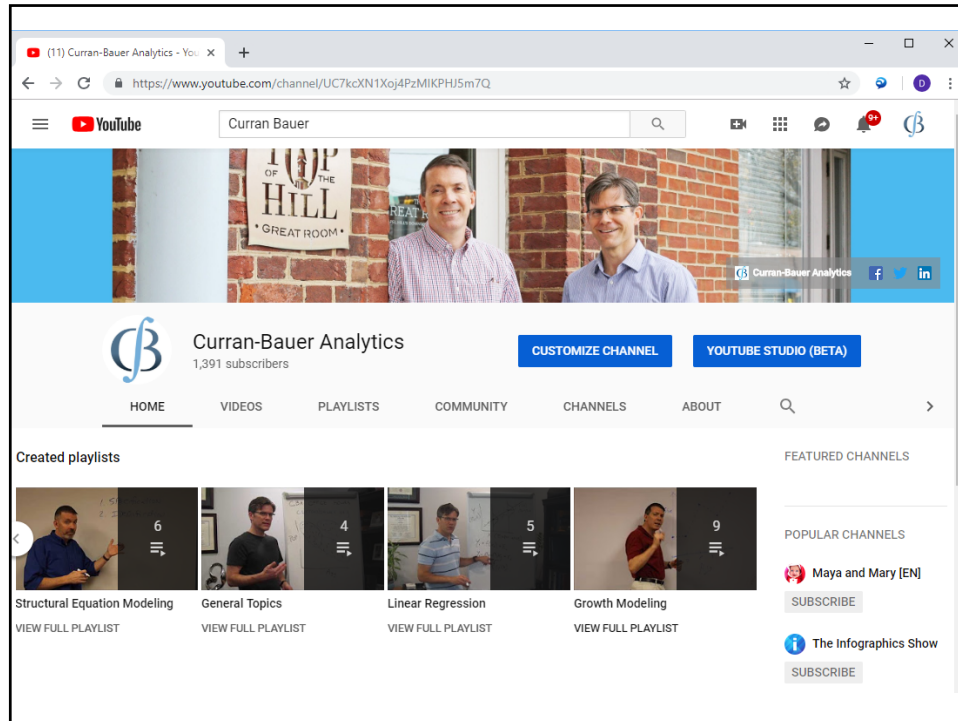 (11) Curran-Bauer Analytics - You
https://www.youtube.com/channel/UC7kcXN1Xoj4PzMIKPHJ5m7Q
D
YouTube
Curran Bauer
9+
TOP
OF THE
HILL
GREAT ROOM
Curran-Bauer Analytics
Curran-Bauer Analytics
1,391 subscribers
CUSTOMIZE CHANNEL
YOUTUBE STUDIO (BETA)
HOME VIDEOS PLAYLISTS COMMUNITY CHANNELS ABOUT
Created playlists
FEATURED CHANNELS
6 4 5 9
POPULAR CHANNELS
Maya and Mary [EN]
SUBSCRIBE
Structural Equation Modeling General Topics Linear Regression Growth Modeling
VIEW FULL PLAYLIST VIEW FULL PLAYLIST VIEW FULL PLAYLIST VIEW FULL PLAYLIST
The Infographics Show
SUBSCRIBE